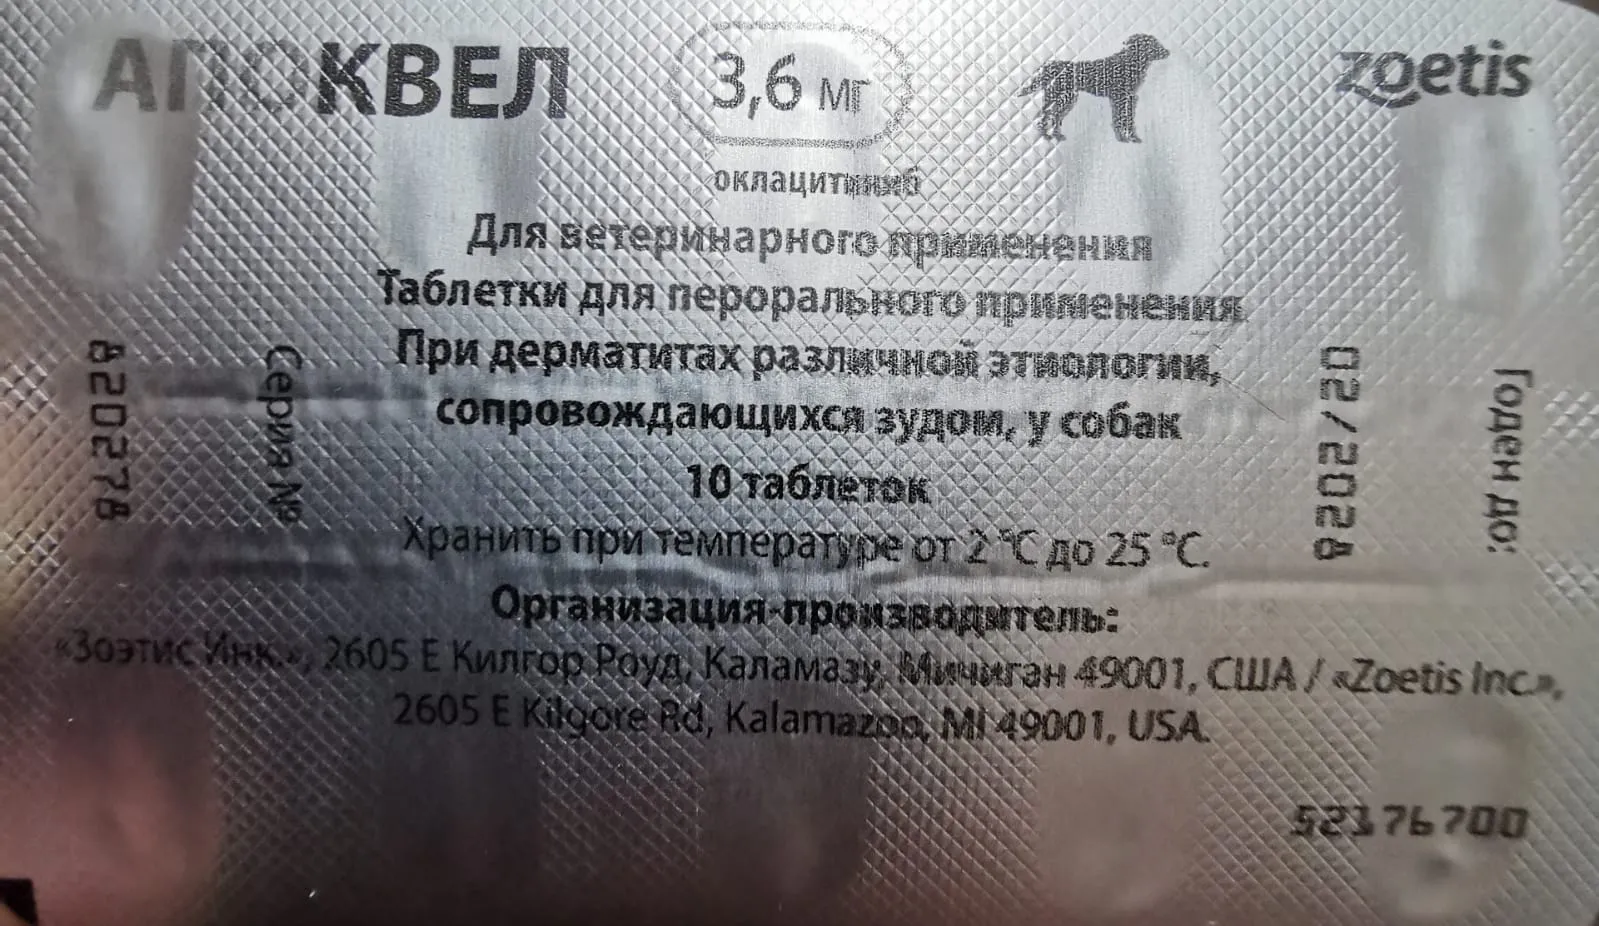 АПОКВЕЛ
3,6 мг
zoetis
оклацитиниб
Для ветеринарного применения
Таблетки для перорального применения
При дерматитах различной этиологии,
сопровождающихся зудом, у собак
10 таблеток
Хранить при температуре от 2 °C до 25 °C.
Организация-производитель:
«Зоэтис Инк.», 2605 Е Килгор Роуд, Каламазу, Мичиган 49001, США / «Zoetis Inc.»,
2605 E Kilgore Rd, Kalamazoo, MI 49001, USA.
Серия №
820278
Годен до:
02/2028
52176700